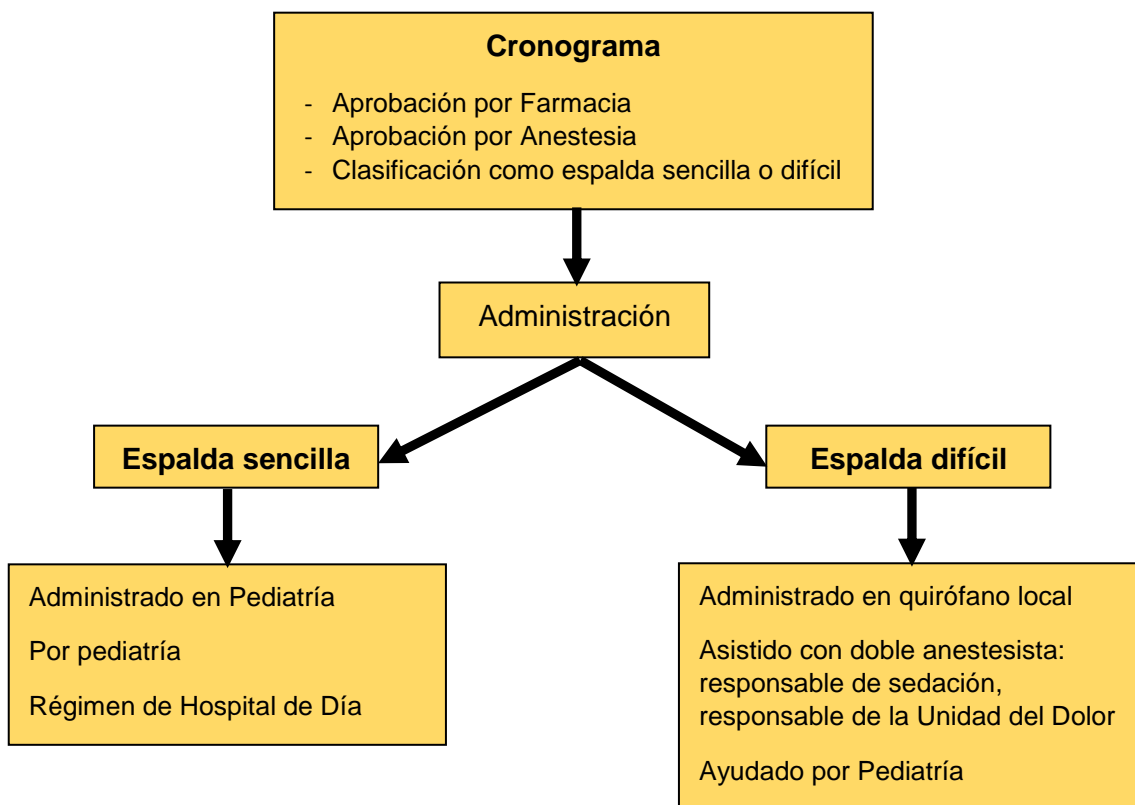 Cronograma
- Aprobación por Farmacia
- Aprobación por Anestesia
- Clasificación como espalda sencilla o difícil
Administración
Espalda sencilla
Espalda difícil
Administrado en Pediatría
Por pediatría
Régimen de Hospital de Día
Administrado en quirófano local
Asistido con doble anestesista:
responsable de sedación,
responsable de la Unidad del Dolor
Ayudado por Pediatría